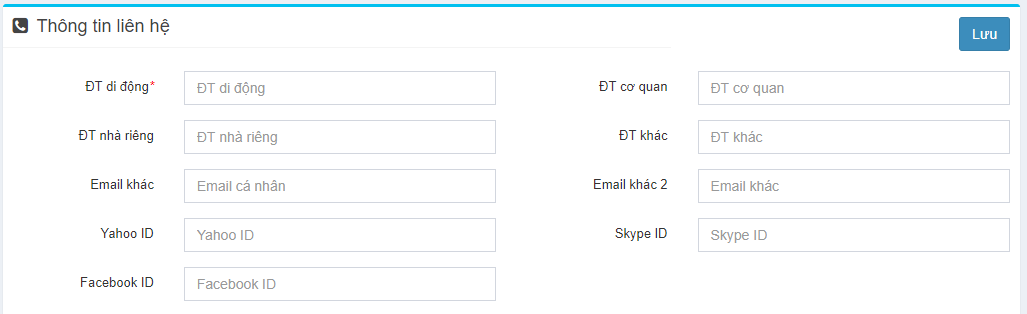 Thông tin liên hệ
Lưu
ĐT di động* ĐT di động ĐT cơ quan ĐT cơ quan
ĐT nhà riêng ĐT nhà riêng ĐT khác ĐT khác
Email khác Email cá nhân Email khác 2 Email khác
Yahoo ID Yahoo ID Skype ID Skype ID
Facebook ID Facebook ID